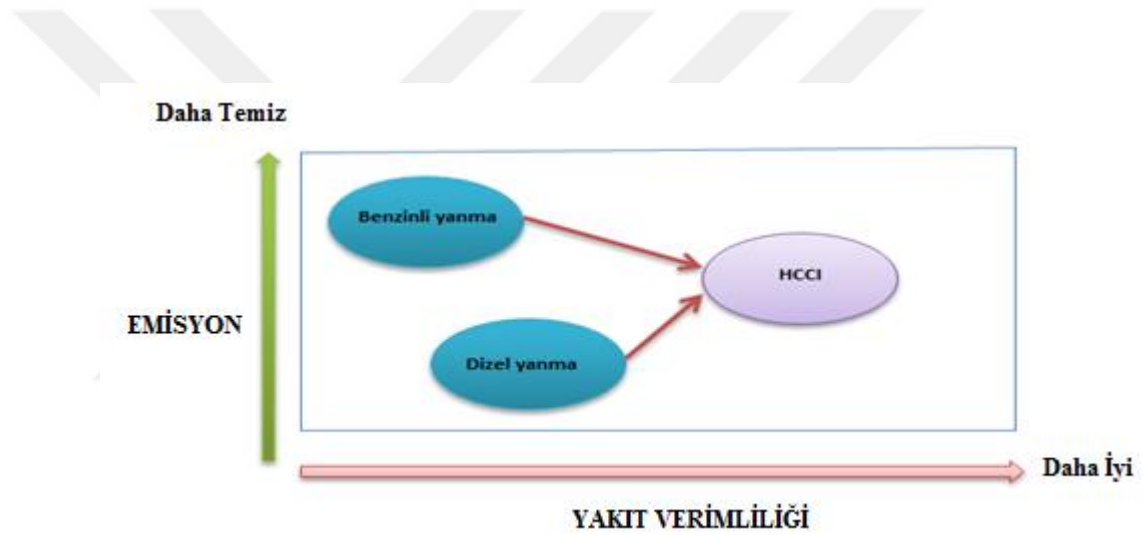 Daha Temiz
Benzinli yanma
HCCI
EMİSYON
Dizel yanma
Daha İyi
YAKIT VERİMLİLİĞİ